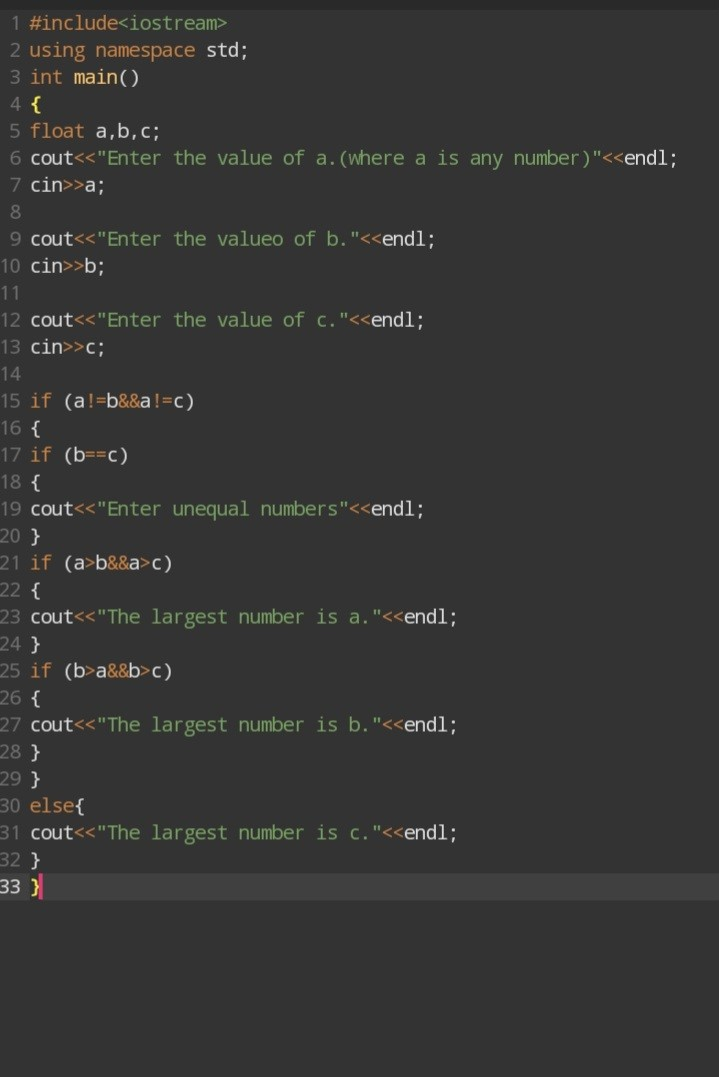 1 #include<iostream>
2 using namespace std;
3 int main()
4 {
5 float a,b,c;
6 cout<<"Enter the value of a.(where a is any number)"<<endl;
7 cin>>a;
8
9 cout<<"Enter the valueo of b."<<endl;
10 cin>>b;
11
12 cout<<"Enter the value of c."<<endl;
13 cin>>c;
14
15 if (a!=b&&a!=c)
16 {
17 if (b==c)
18 {
19 cout<<"Enter unequal numbers"<<endl;
20 }
21 if (a>b&&a>c)
22 {
23 cout<<"The largest number is a."<<endl;
24 }
25 if (b>a&&b>c)
26 {
27 cout<<"The largest number is b."<<endl;
28 }
29 }
30 else{
31 cout<<"The largest number is c."<<endl;
32 }
33 }